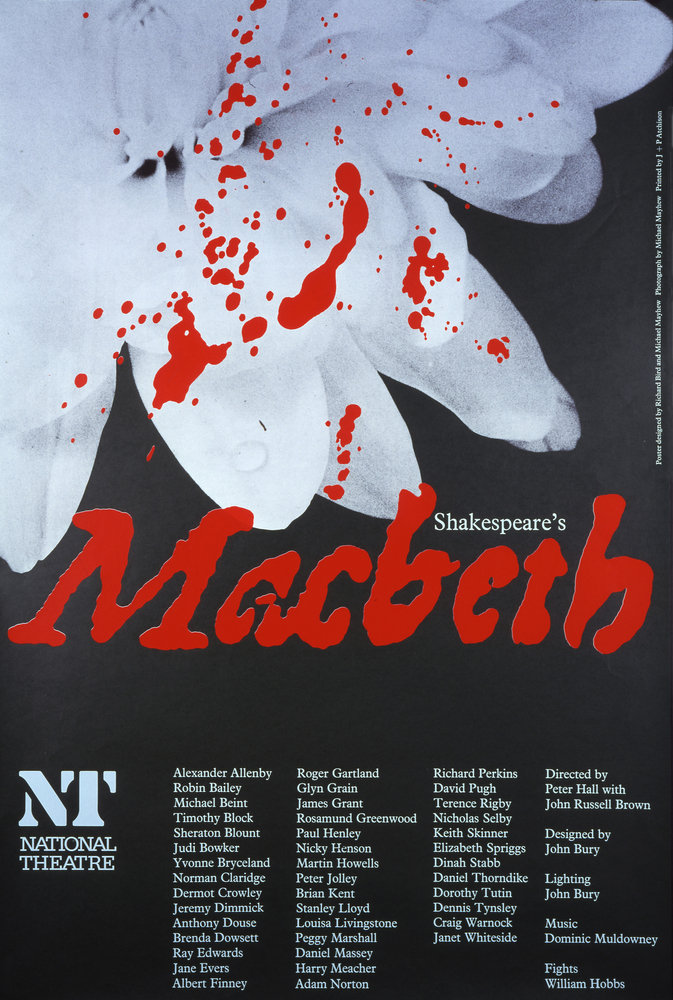 Poster designed by Richard Bird and Michael Mayhew Photograph by Michael Mayhew Printed by J + P Atchison
Shakespeare's
Macbeth
NT
NATIONAL
THEATRE
Alexander Allenby
Robin Bailey
Michael Beint
Timothy Block
Sheraton Blount
Judi Bowker
Yvonne Bryceland
Norman Claridge
Dermot Crowley
Jeremy Dimmick
Anthony Douse
Brenda Dowsett
Ray Edwards
Jane Evers
Albert Finney
Roger Gartland
Glyn Grain
James Grant
Rosamund Greenwood
Paul Henley
Nicky Henson
Martin Howells
Peter Jolley
Brian Kent
Stanley Lloyd
Louisa Livingstone
Peggy Marshall
Daniel Massey
Harry Meacher
Adam Norton
Richard Perkins
David Pugh
Terence Rigby
Nicholas Selby
Keith Skinner
Elizabeth Spriggs
Dinah Stabb
Daniel Thorndike
Dorothy Tutin
Dennis Tynsley
Craig Warnock
Janet Whiteside
Directed by
Peter Hall with
John Russell Brown
Designed by
John Bury
Lighting
John Bury
Music
Dominic Muldowney
Fights
William Hobbs